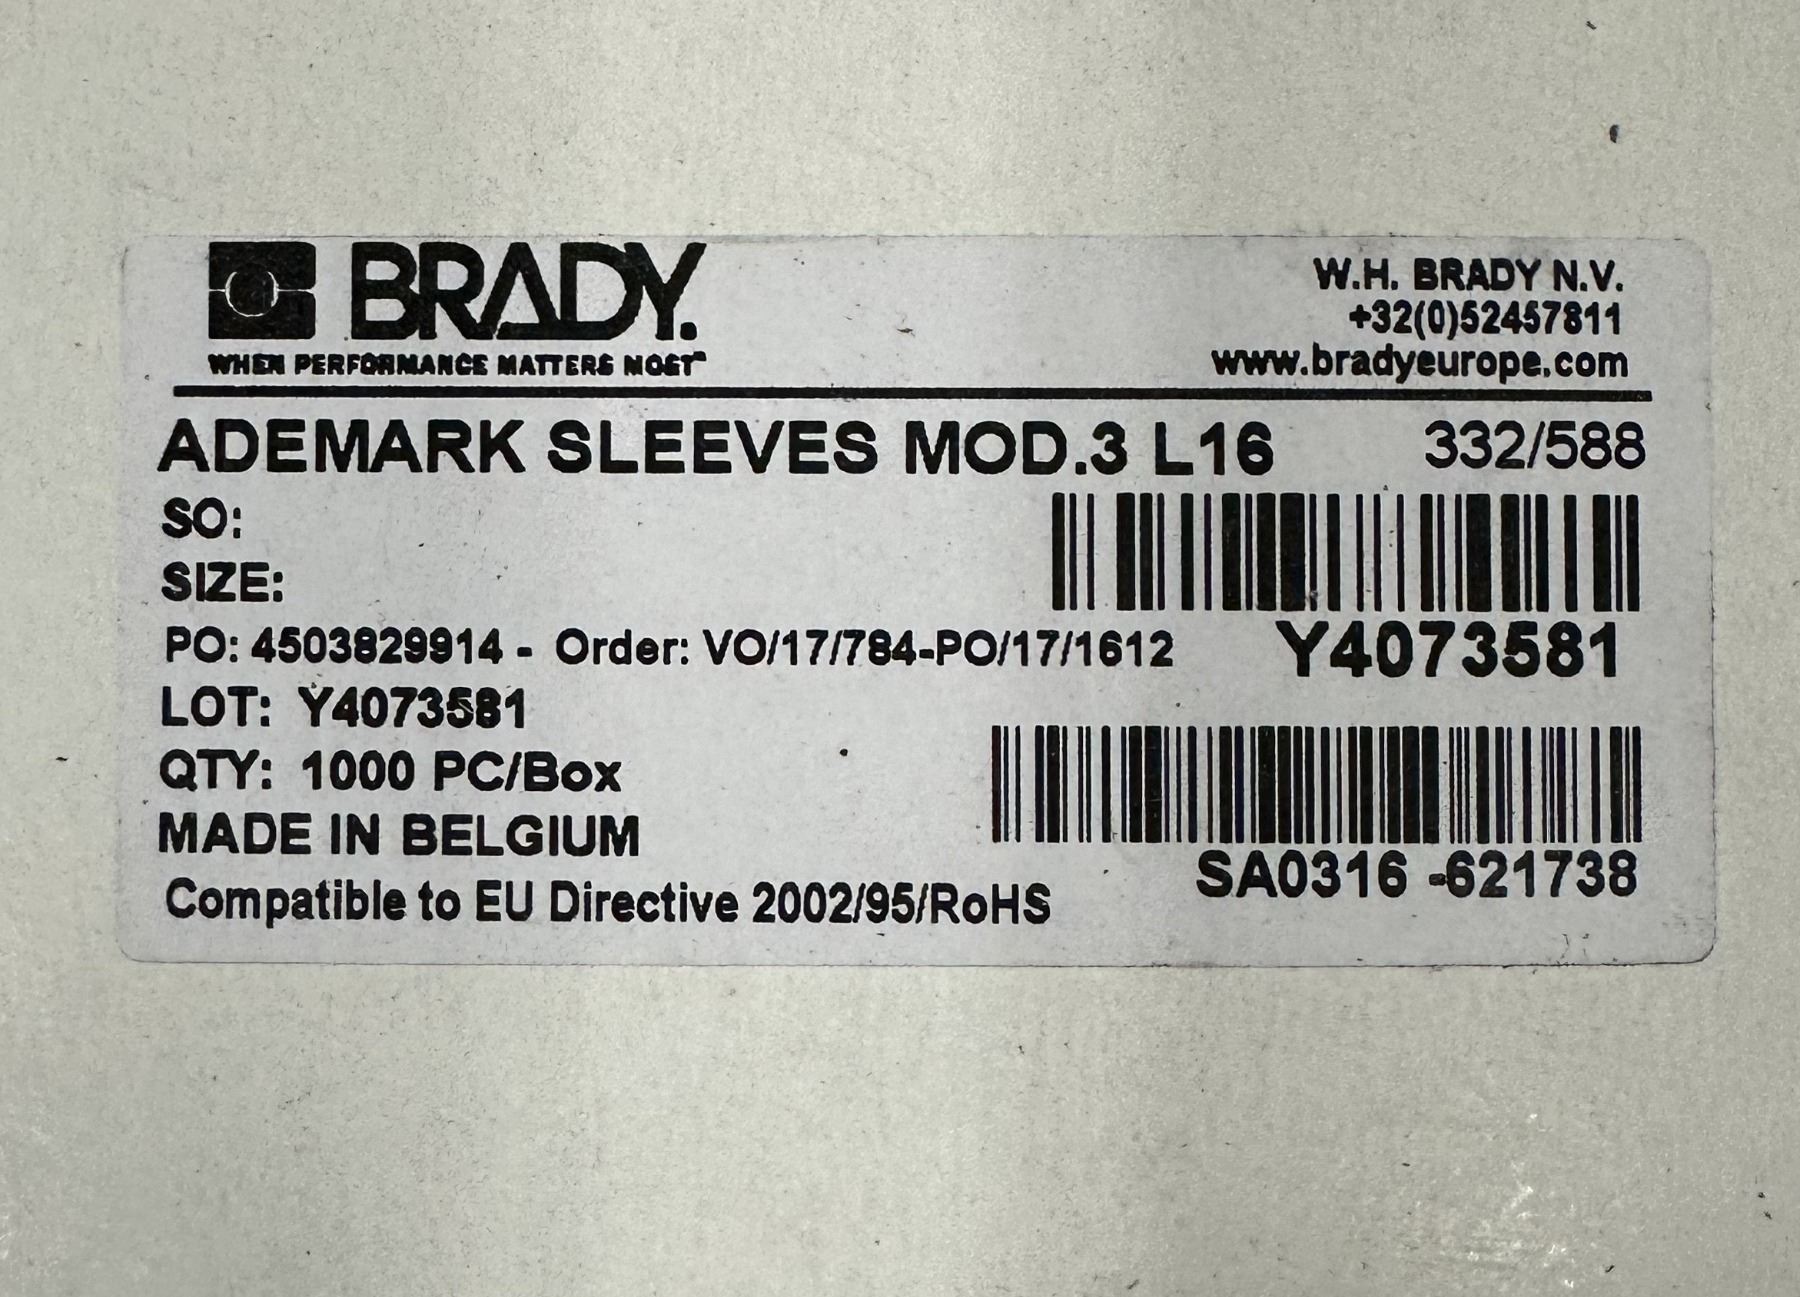 BRADY.
WHEN PERFORMANCE MATTERS MOST™
W.H. BRADY N.V.
+32(0)52457811
www.bradyeurope.com
ADEMARK SLEEVES MOD.3 L16 332/588
SO:
SIZE:
PO: 4503829914 - Order: VO/17/784-PO/17/1612
Y4073581
LOT: Y4073581
QTY: 1000 PC/Box
MADE IN BELGIUM
SA0316 -621738
Compatible to EU Directive 2002/95/RoHS